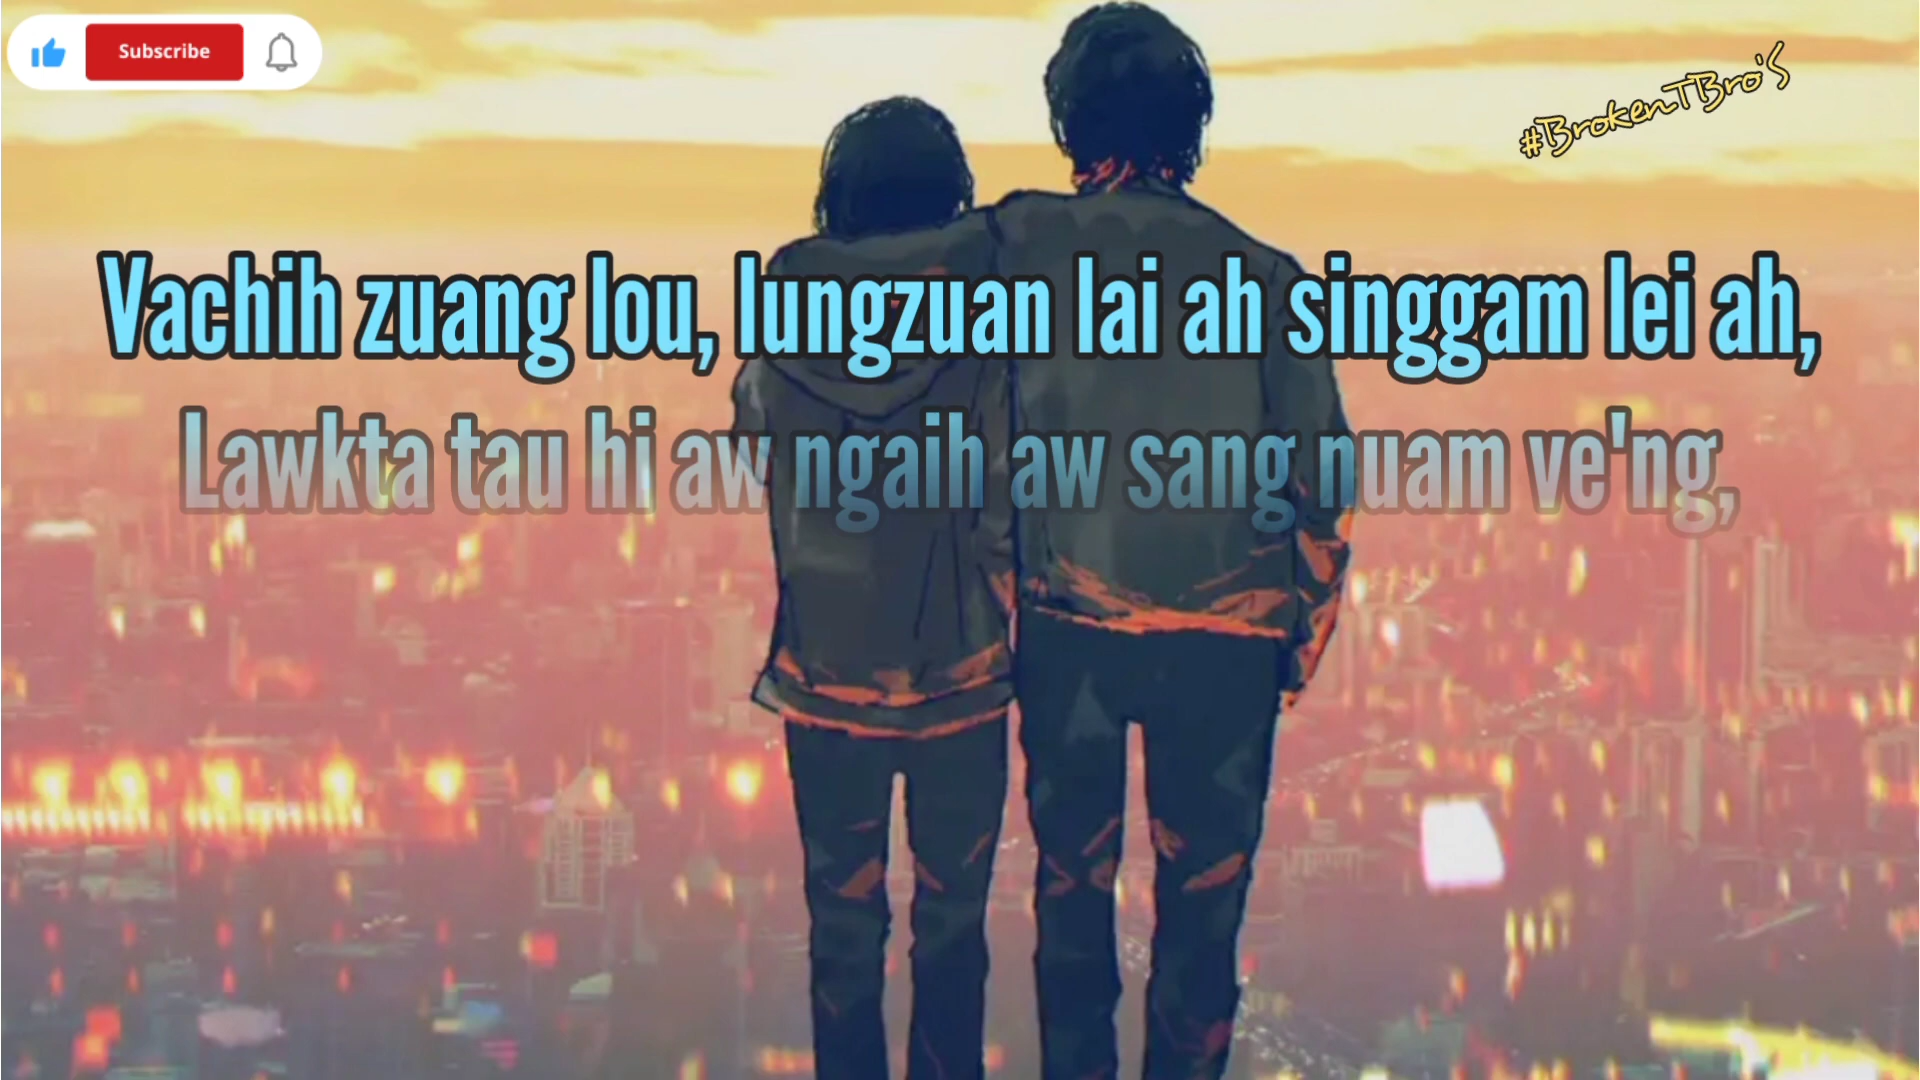 Subscribe
#BrokenTBro'S
Vachih zuang lou, lungzuan lai ah singgam lei ah,
Lawkta tau hi aw ngaih aw sang nuam ve'ng,